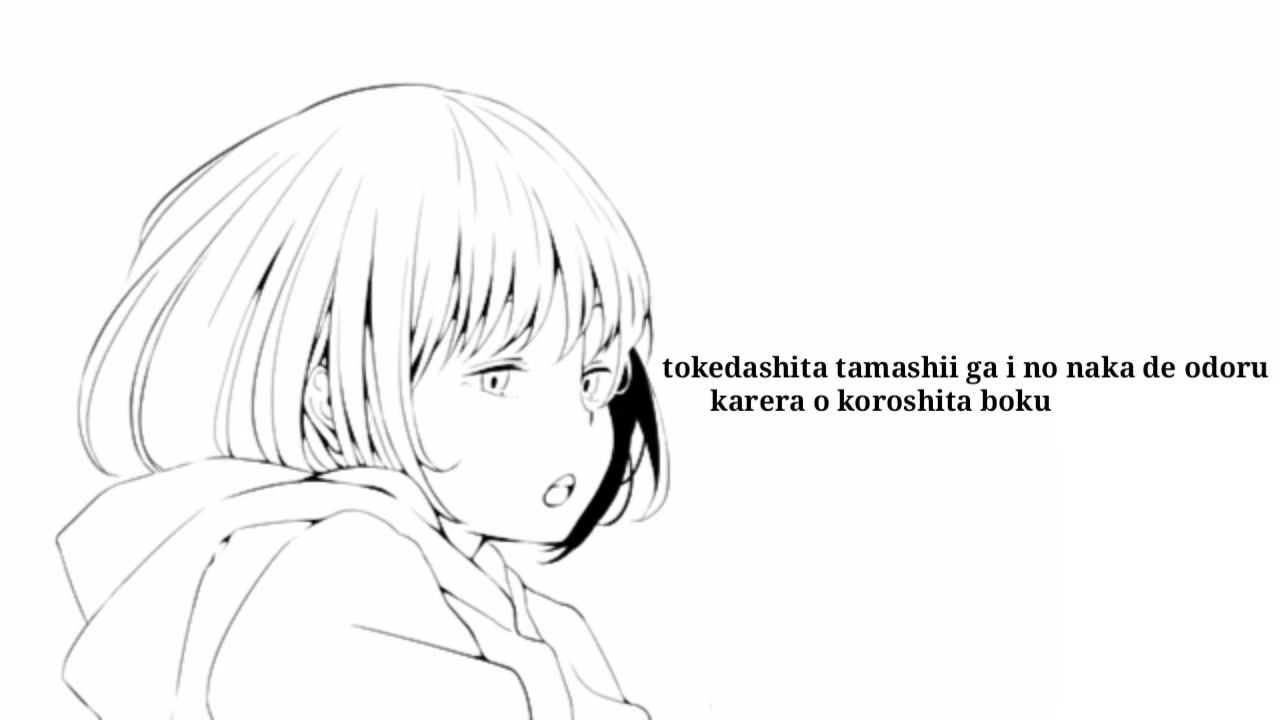 tokedashita tamashii ga i no naka de odoru
karera o koroshita boku